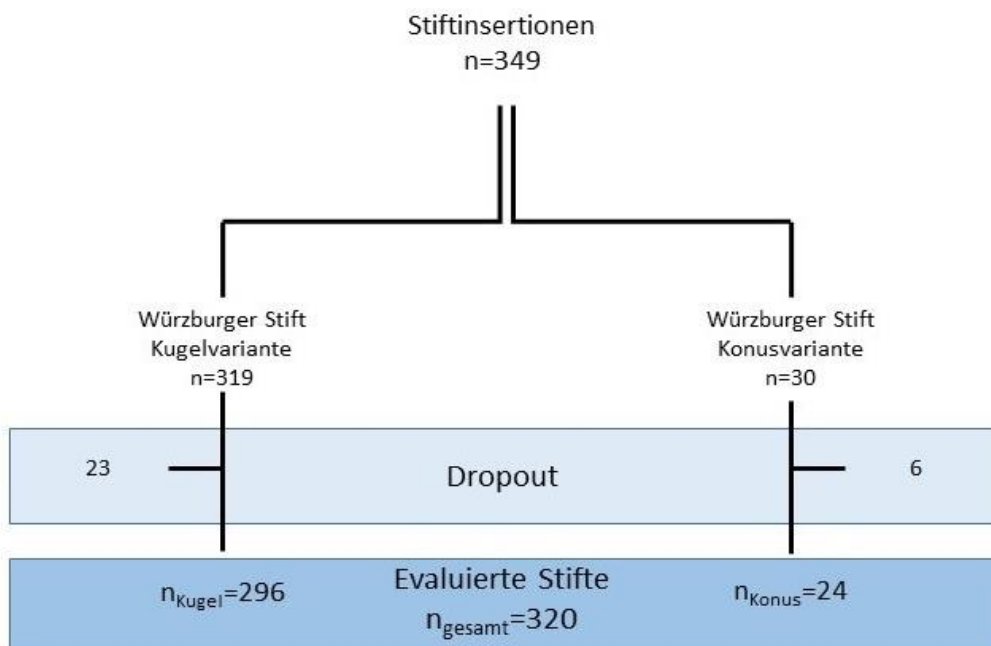 Stiftinsertionen
n=349
Würzburger Stift
Kugelvariante
n=319
Würzburger Stift
Konusvariante
n=30
23
Dropout
6
nKugel=296
Evaluierte Stifte
ngesamt=320
nKonus=24